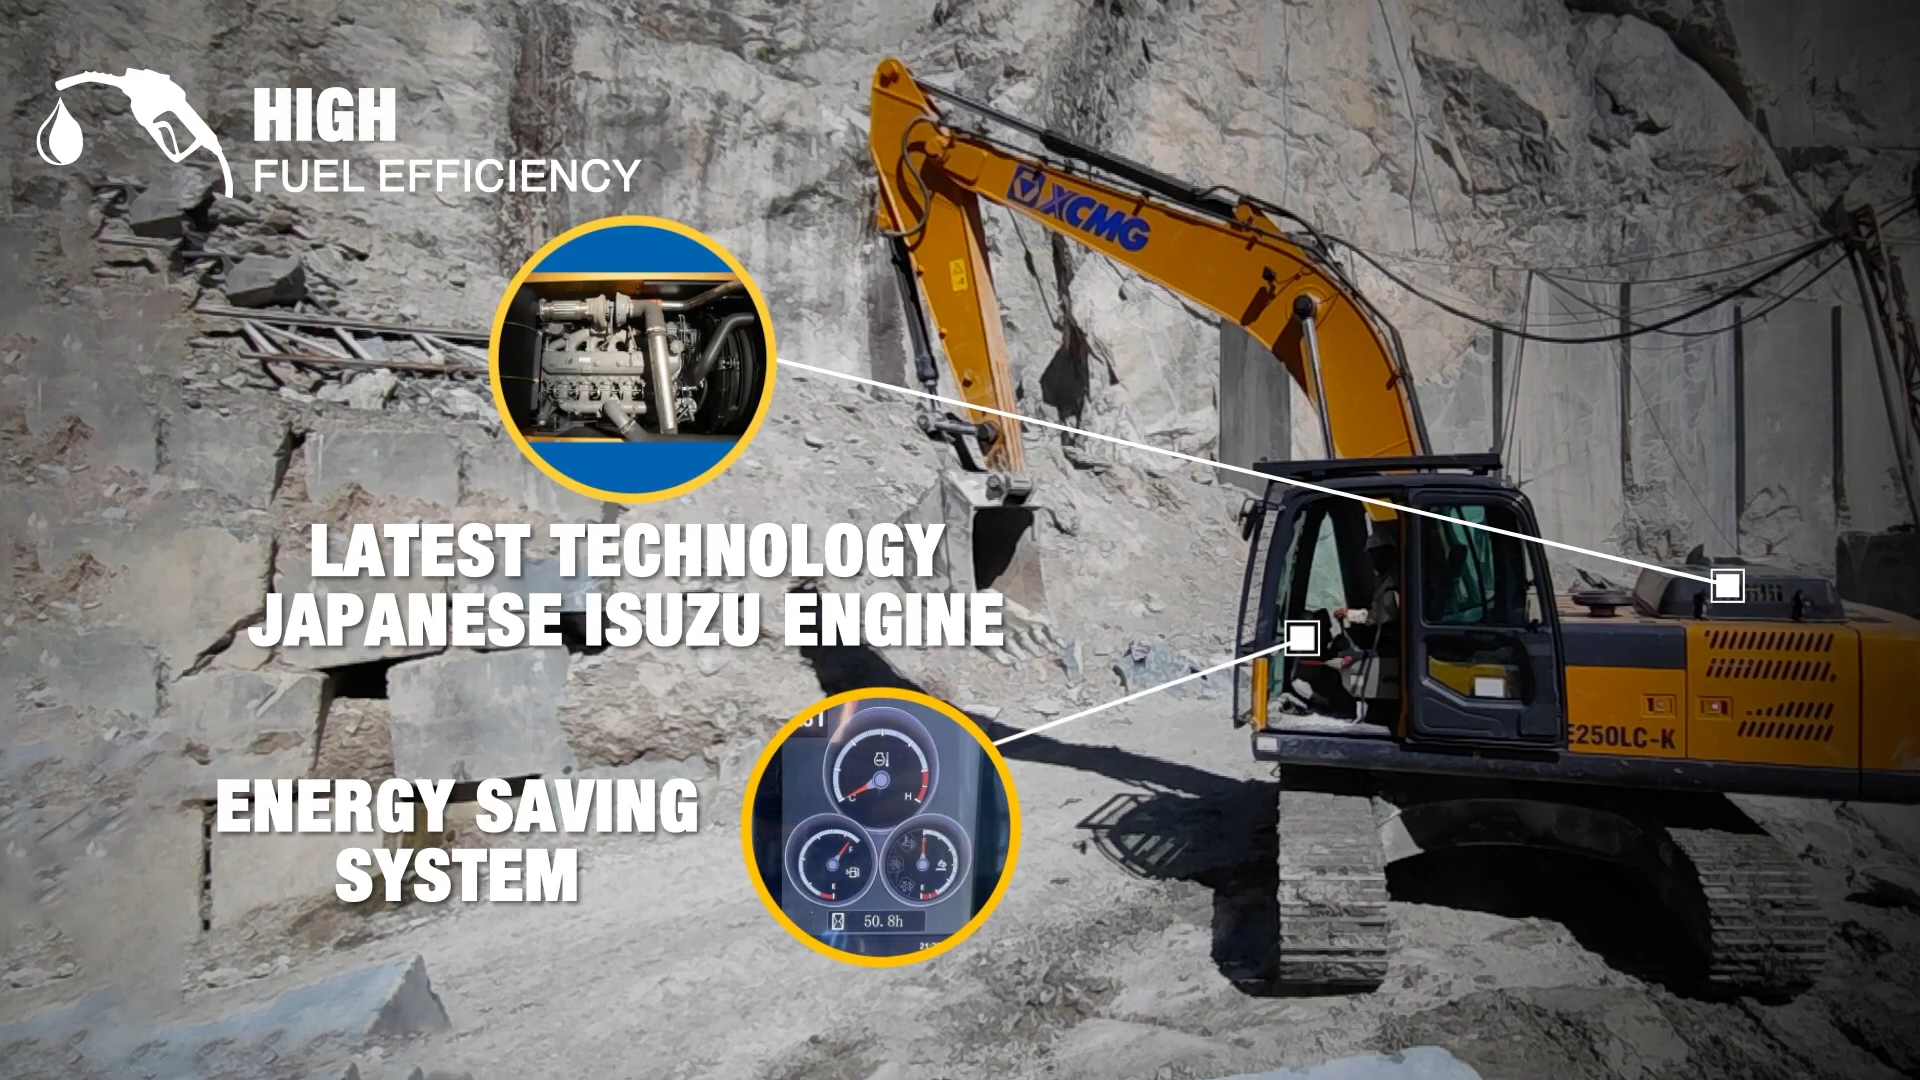 HIGH
FUEL EFFICIENCY
XCMG
LATEST TECHNOLOGY
JAPANESE ISUZU ENGINE
E250LC-K
ENERGY SAVING
SYSTEM
C
H
F
E
E
50.8h